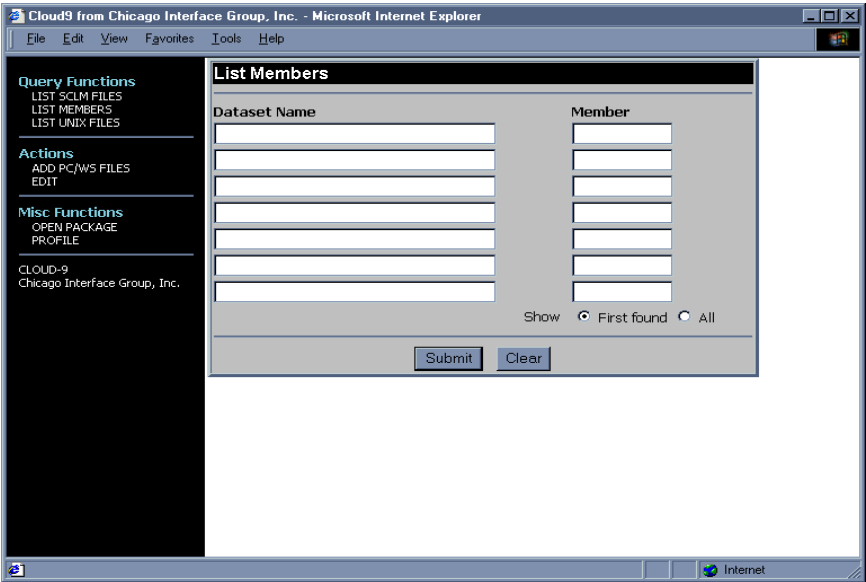 Cloud9 from Chicago Interface Group, Inc. - Microsoft Internet Explorer
File Edit View Favorites Tools Help
Query Functions
LIST SCLM FILES
LIST MEMBERS
LIST UNIX FILES
Actions
ADD PC/WS FILES
EDIT
Misc Functions
OPEN PACKAGE
PROFILE
CLOUD-9
Chicago Interface Group, Inc.
List Members
Dataset Name Member
Show First found All
Submit Clear
Internet